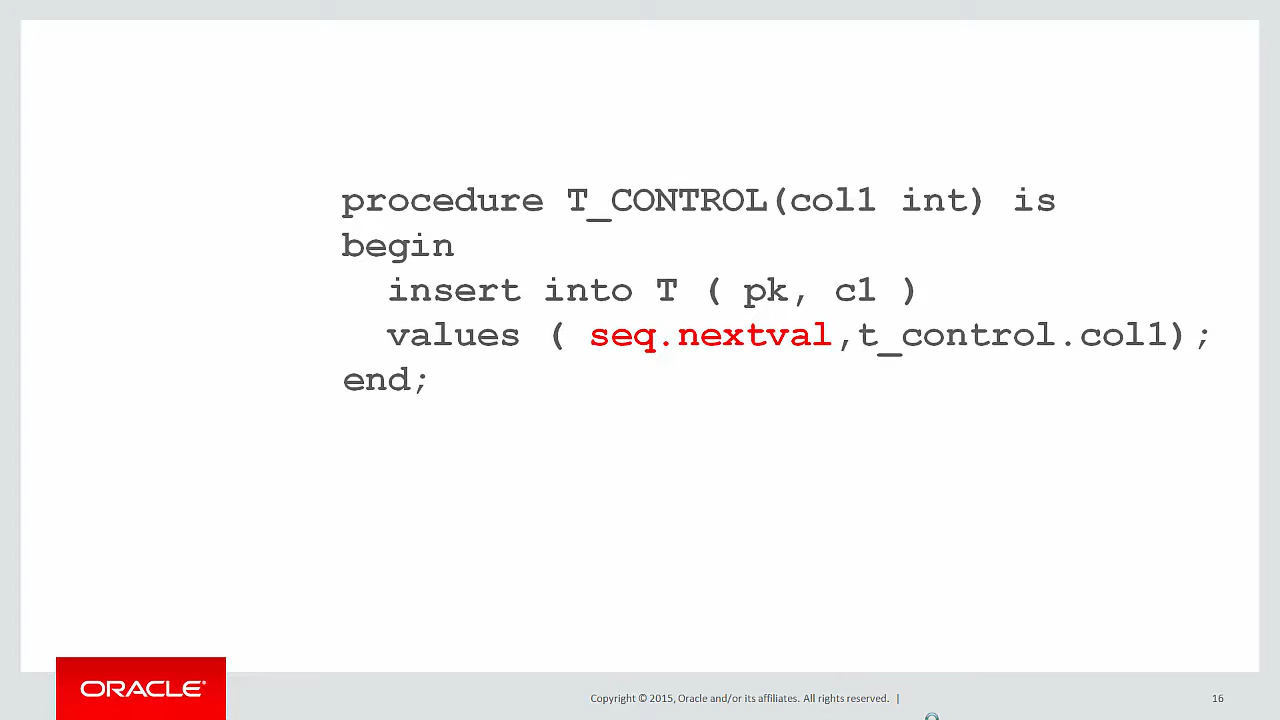 procedure T_CONTROL(col1 int) is
begin
insert into T ( pk, c1 )
values ( seq.nextval,t_control.col1);
end;
ORACLE®
Copyright © 2015, Oracle and/or its affiliates. All rights reserved. |
16